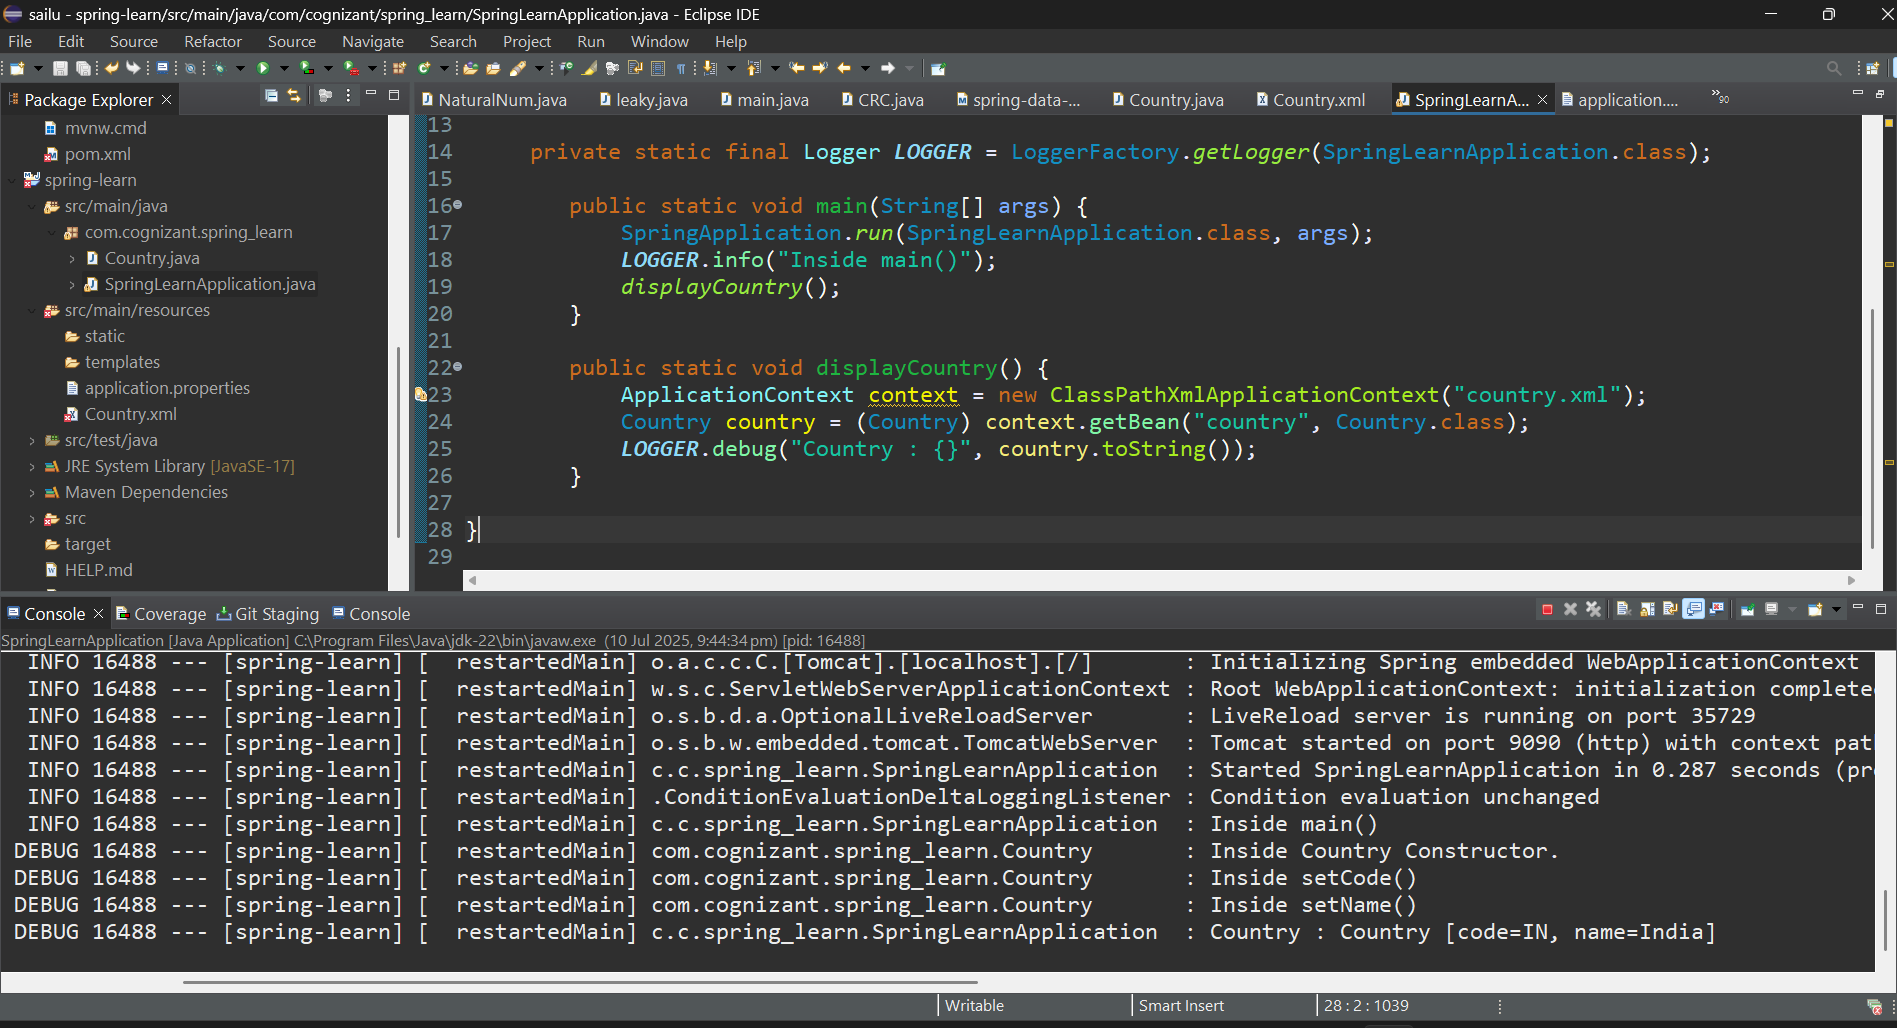 sailu - spring-learn/src/main/java/com/cognizant/spring_learn/SpringLearnApplication.java - Eclipse IDE
File Edit Source Refactor Source Navigate Search Project Run Window Help
Package Explorer
NaturalNum.java leaky.java main.java CRC.java spring-data-... Country.java Country.xml SpringLearnA... application.... »90
mvnw.cmd
pom.xml
spring-learn
src/main/java
com.cognizant.spring_learn
Country.java
SpringLearnApplication.java
src/main/resources
static
templates
application.properties
Country.xml
src/test/java
JRE System Library [JavaSE-17]
Maven Dependencies
src
target
HELP.md
13
14 private static final Logger LOGGER = LoggerFactory.getLogger(SpringLearnApplication.class);
15
16 public static void main(String[] args) {
17 SpringApplication.run(SpringLearnApplication.class, args);
18 LOGGER.info("Inside main()");
19 displayCountry();
20 }
21
22 public static void displayCountry() {
23 ApplicationContext context = new ClassPathXmlApplicationContext("country.xml");
24 Country country = (Country) context.getBean("country", Country.class);
25 LOGGER.debug("Country : {}", country.toString());
26 }
27
28 }
29
Console Coverage Git Staging Console
SpringLearnApplication [Java Application] C:\Program Files\Java\jdk-22\bin\javaw.exe (10 Jul 2025, 9:44:34 pm) [pid: 16488]
INFO 16488 --- [spring-learn] [ restartedMain] o.a.c.c.C.[Tomcat].[localhost].[/] : Initializing Spring embedded WebApplicationContext
INFO 16488 --- [spring-learn] [ restartedMain] w.s.c.ServletWebServerApplicationContext : Root WebApplicationContext: initialization complete
INFO 16488 --- [spring-learn] [ restartedMain] o.s.b.d.a.OptionalLiveReloadServer : LiveReload server is running on port 35729
INFO 16488 --- [spring-learn] [ restartedMain] o.s.b.w.embedded.tomcat.TomcatWebServer : Tomcat started on port 9090 (http) with context pat
INFO 16488 --- [spring-learn] [ restartedMain] c.c.spring_learn.SpringLearnApplication : Started SpringLearnApplication in 0.287 seconds (pr
INFO 16488 --- [spring-learn] [ restartedMain] .ConditionEvaluationDeltaLoggingListener : Condition evaluation unchanged
INFO 16488 --- [spring-learn] [ restartedMain] c.c.spring_learn.SpringLearnApplication : Inside main()
DEBUG 16488 --- [spring-learn] [ restartedMain] com.cognizant.spring_learn.Country : Inside Country Constructor.
DEBUG 16488 --- [spring-learn] [ restartedMain] com.cognizant.spring_learn.Country : Inside setCode()
DEBUG 16488 --- [spring-learn] [ restartedMain] com.cognizant.spring_learn.Country : Inside setName()
DEBUG 16488 --- [spring-learn] [ restartedMain] c.c.spring_learn.SpringLearnApplication : Country : Country [code=IN, name=India]
Writable Smart Insert 28 : 2 : 1039